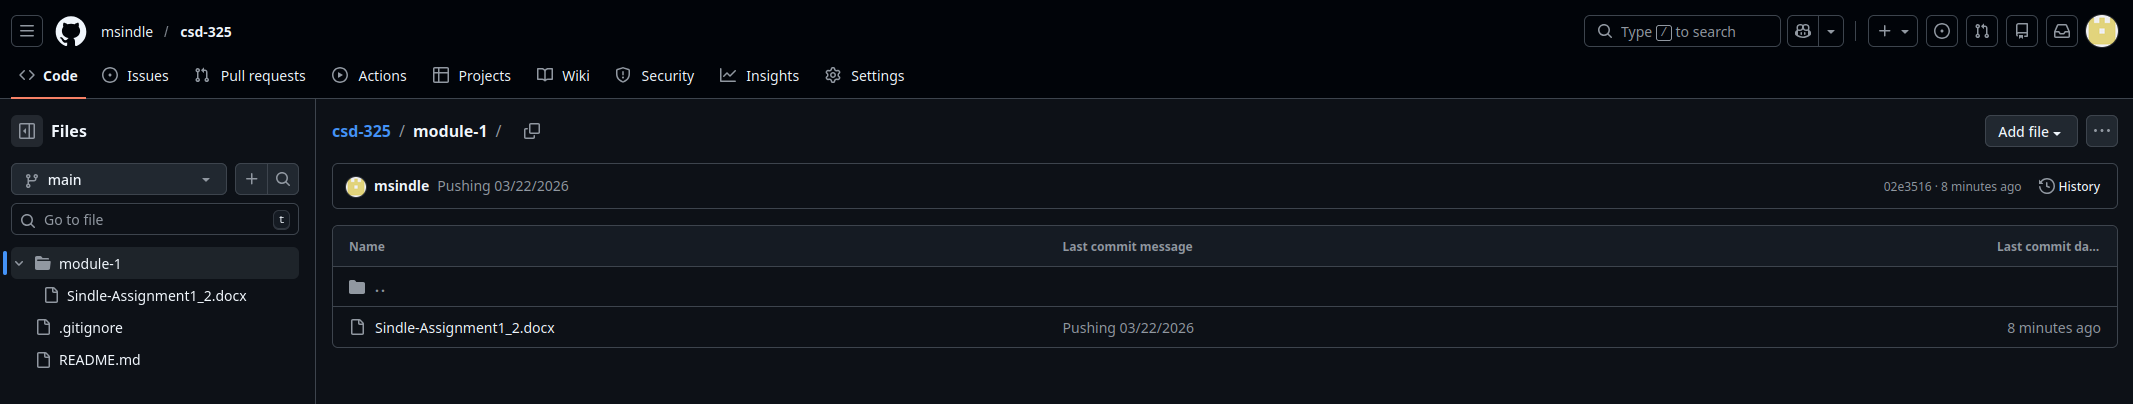 msindle / csd-325
Type / to search
Code Issues Pull requests Actions Projects Wiki Security Insights Settings
Files
main
Go to file t
module-1
Sindle-Assignment1_2.docx
.gitignore
README.md
csd-325 / module-1 /
Add file
msindle Pushing 03/22/2026 02e3516 · 8 minutes ago History
Name Last commit message Last commit da...
..
Sindle-Assignment1_2.docx Pushing 03/22/2026 8 minutes ago